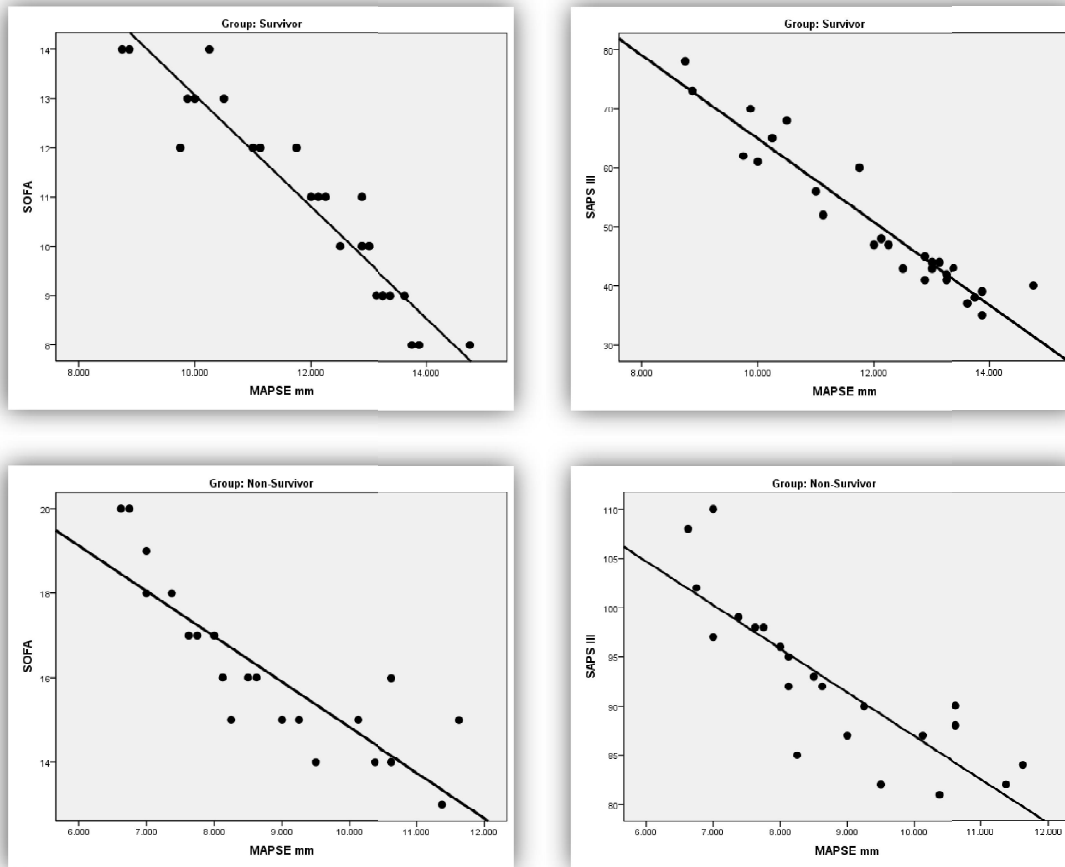 Group: Survivor
14
13
12
11
10
9
8
SOFA
8.000 10.000 12.000 14.000
MAPSE mm
Group: Survivor
80
70
60
50
40
30
SAPS III
8.000 10.000 12.000 14.000
MAPSE mm
Group: Non-Survivor
20
18
16
14
SOFA
6.000 7.000 8.000 9.000 10.000 11.000 12.000
MAPSE mm
Group: Non-Survivor
110
105
100
95
90
85
80
SAPS III
6.000 7.000 8.000 9.000 10.000 11.000 12.000
MAPSE mm